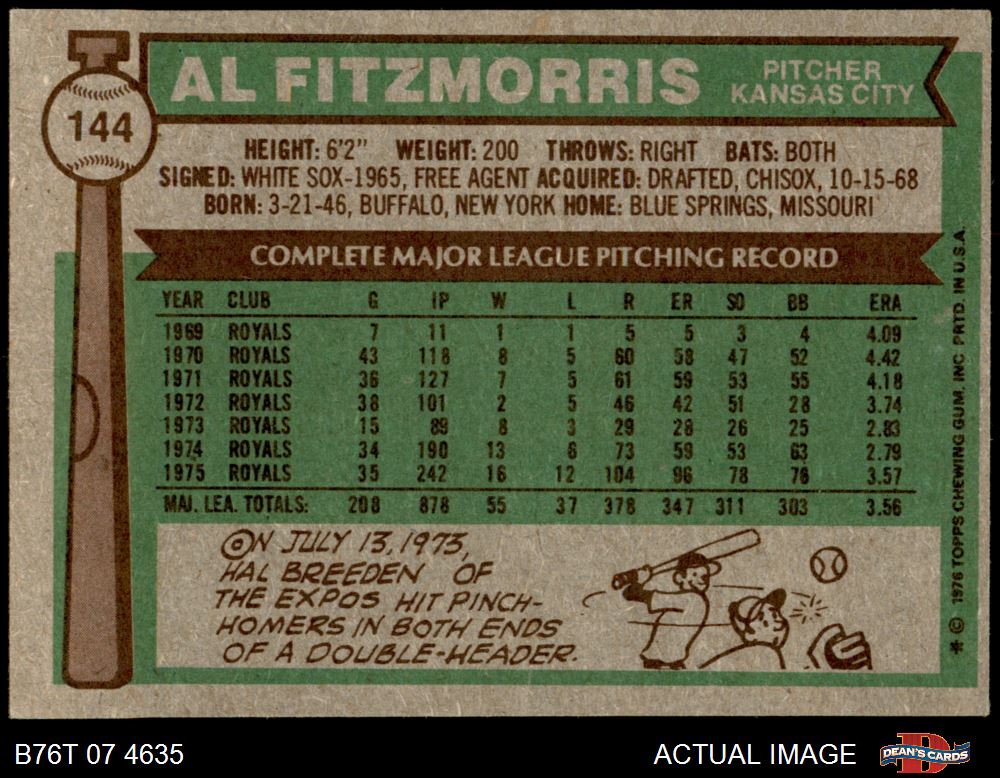 AL FITZMORRIS
PITCHER
KANSAS CITY
144
HEIGHT: 6'2" WEIGHT: 200 THROWS: RIGHT BATS: BOTH
SIGNED: WHITE SOX-1965, FREE AGENT ACQUIRED: DRAFTED, CHISOX, 10-15-68
BORN: 3-21-46, BUFFALO, NEW YORK HOME: BLUE SPRINGS, MISSOURI
COMPLETE MAJOR LEAGUE PITCHING RECORD
YEAR CLUB G IP W L R ER SO BB ERA
1969 ROYALS 7 11 1 1 5 5 3 4 4.09
1970 ROYALS 43 118 8 5 60 58 47 52 4.42
1971 ROYALS 36 127 7 5 61 59 53 55 4.18
1972 ROYALS 38 101 2 5 46 42 51 28 3.74
1973 ROYALS 15 89 8 3 29 28 26 25 2.83
1974 ROYALS 34 190 13 6 73 59 53 63 2.79
1975 ROYALS 35 242 16 12 104 96 78 76 3.57
MAJ. LEA. TOTALS: 208 878 55 37 378 347 311 303 3.56
ON JULY 13, 1973,
HAL BREEDEN OF
THE EXPOS HIT PINCH-
HOMERS IN BOTH ENDS
OF A DOUBLE-HEADER.
* © 1976 TOPPS CHEWING GUM, INC PRTD. IN U.S.A.
B76T 07 4635
ACTUAL IMAGE
DEAN'S CARDS